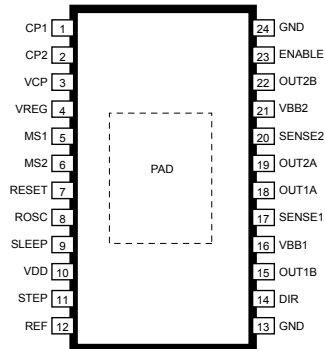 CP1 1 24 GND
CP2 2 23 ENABLE
VCP 3 22 OUT2B
VREG 4 21 VBB2
MS1 5 20 SENSE2
MS2 6 19 OUT2A
PAD
RESET 7 18 OUT1A
ROSC 8 17 SENSE1
SLEEP 9 16 VBB1
VDD 10 15 OUT1B
STEP 11 14 DIR
REF 12 13 GND